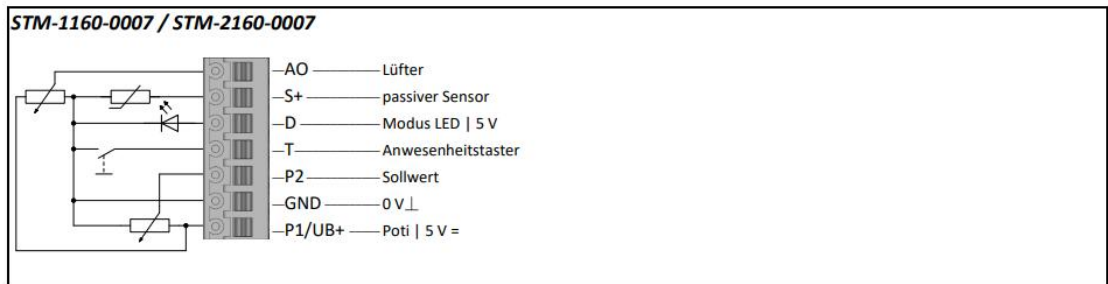 STM-1160-0007 / STM-2160-0007
AO Lüfter
S+ passiver Sensor
D Modus LED | 5 V
T Anwesenheitstaster
P2 Sollwert
GND 0 V⊥
P1/UB+ Poti | 5 V =